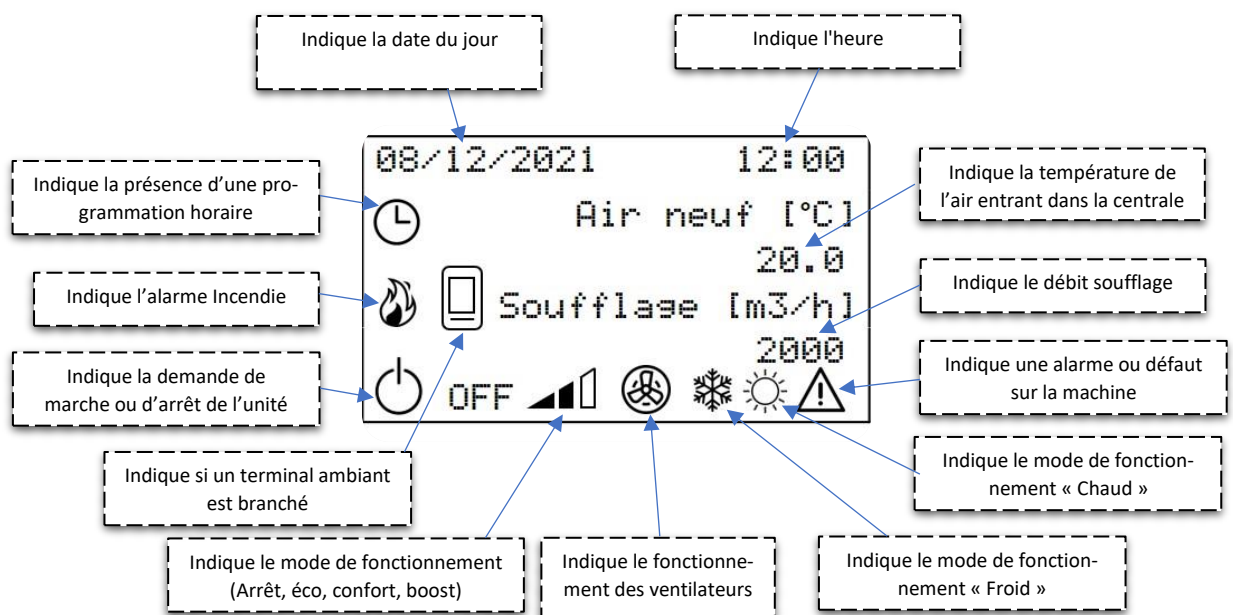 Indique la date du jour
Indique l'heure
08/12/2021 12:00
Indique la présence d'une pro-
grammation horaire
Air neuf [°C]
20.0
Indique la température de
l'air entrant dans la centrale
Indique l'alarme Incendie
Soufflage [m3/h]
2000
Indique le débit soufflage
Indique la demande de
marche ou d'arrêt de l'unité
OFF
Indique une alarme ou défaut
sur la machine
Indique si un terminal ambiant
est branché
Indique le mode de fonction-
nement « Chaud »
Indique le mode de fonctionnement
(Arrêt, éco, confort, boost)
Indique le fonctionne-
ment des ventilateurs
Indique le mode de fonction-
nement « Froid »